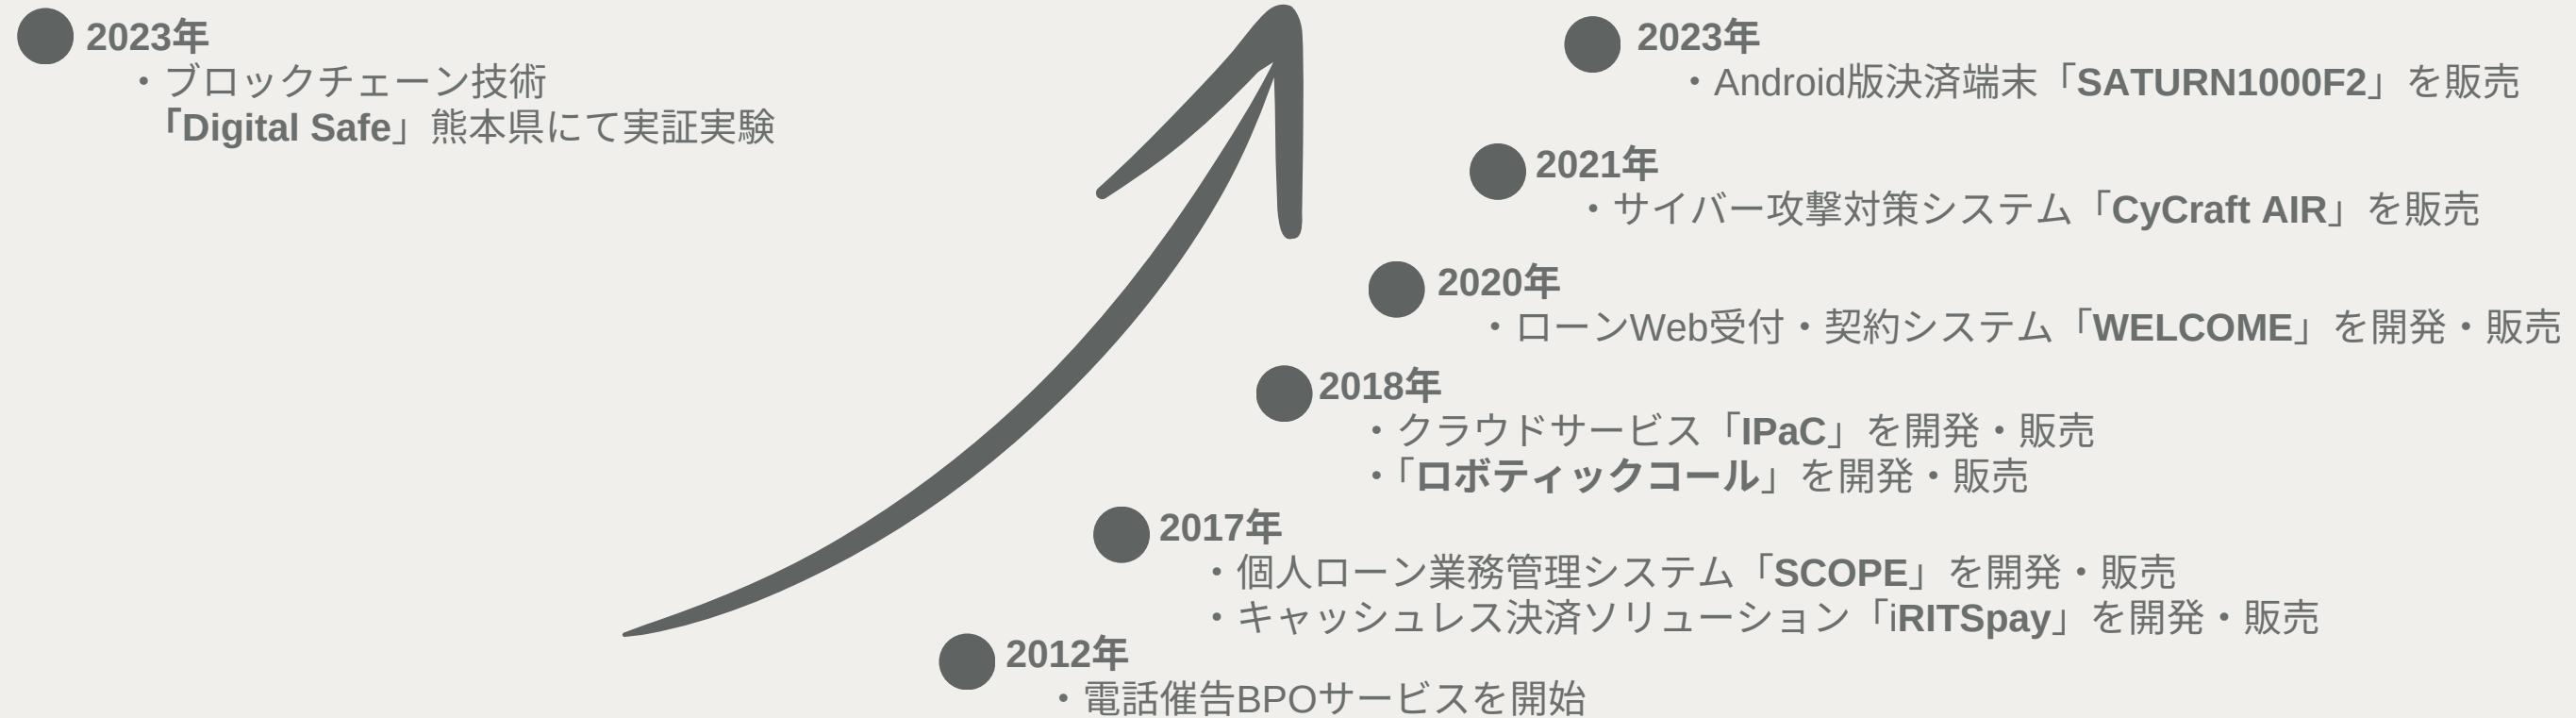 2023年
・ブロックチェーン技術
「Digital Safe」熊本県にて実証実験
2023年
・Android版決済端末「SATURN1000F2」を販売
2021年
・サイバー攻撃対策システム「CyCraft AIR」を販売
2020年
・ローンWeb受付・契約システム「WELCOME」を開発・販売
2018年
・クラウドサービス「IPaC」を開発・販売
・「ロボティックコール」を開発・販売
2017年
・個人ローン業務管理システム「SCOPE」を開発・販売
・キャッシュレス決済ソリューション「iRITSpay」を開発・販売
2012年
・電話催告BPOサービスを開始